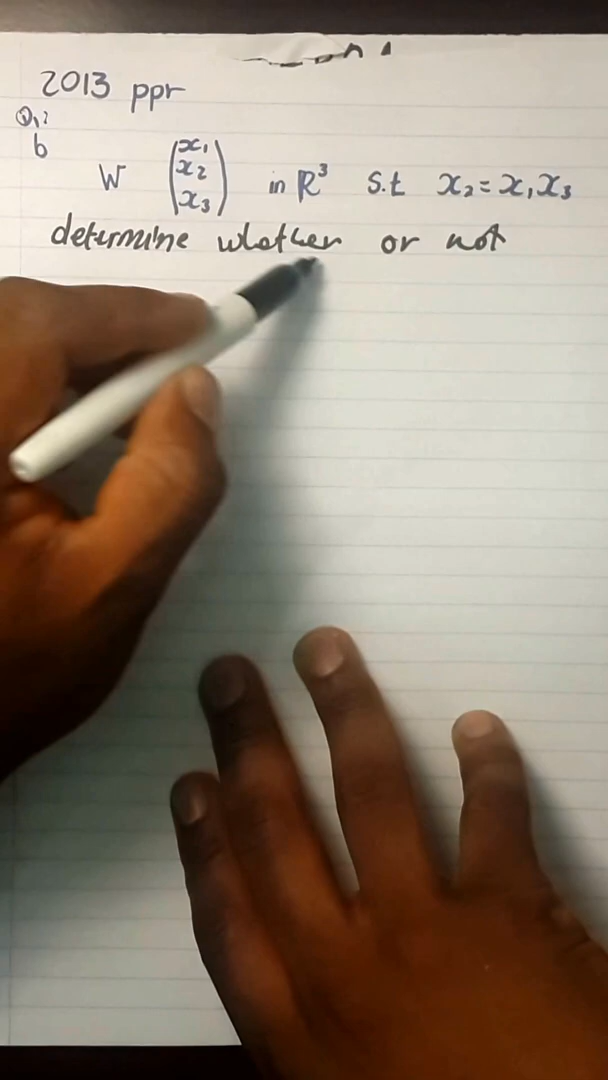 2013 ppr
b
W (x₁ x₂ x₃) in ℝ³ s.t x₂ = x₁x₃
determine whether or not